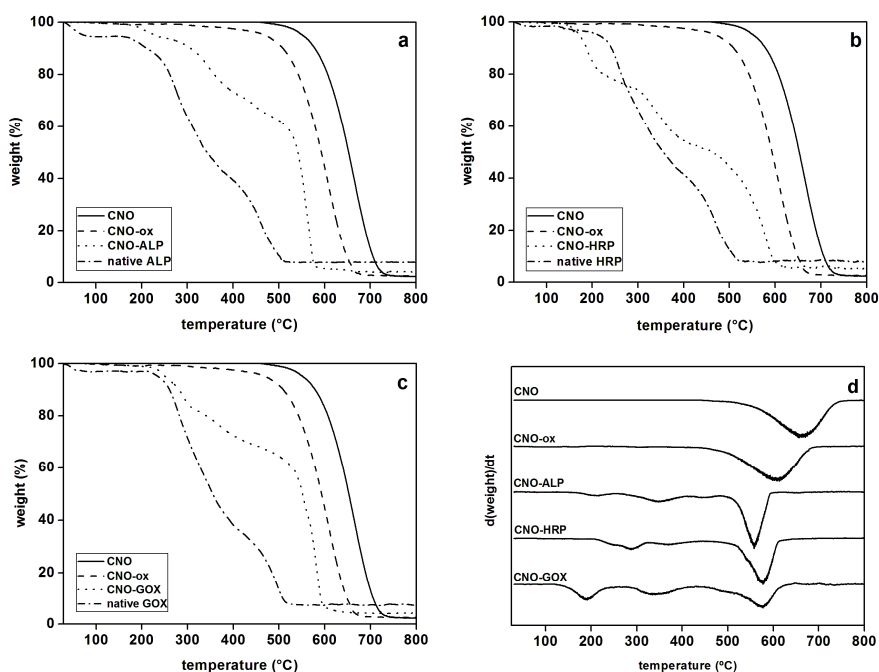 a
100
80
60
40
20
0
weight (%)
CNO
CNO-ox
CNO-ALP
native ALP
100 200 300 400 500 600 700 800
temperature (°C)
b
100
80
60
40
20
0
weight (%)
CNO
CNO-ox
CNO-HRP
native HRP
100 200 300 400 500 600 700 800
temperature (°C)
c
100
80
60
40
20
0
weight (%)
CNO
CNO-ox
CNO-GOX
native GOX
100 200 300 400 500 600 700 800
temperature (°C)
d
CNO
CNO-ox
CNO-ALP
CNO-HRP
CNO-GOX
d(weight)/dt
100 200 300 400 500 600 700 800
temperature (°C)